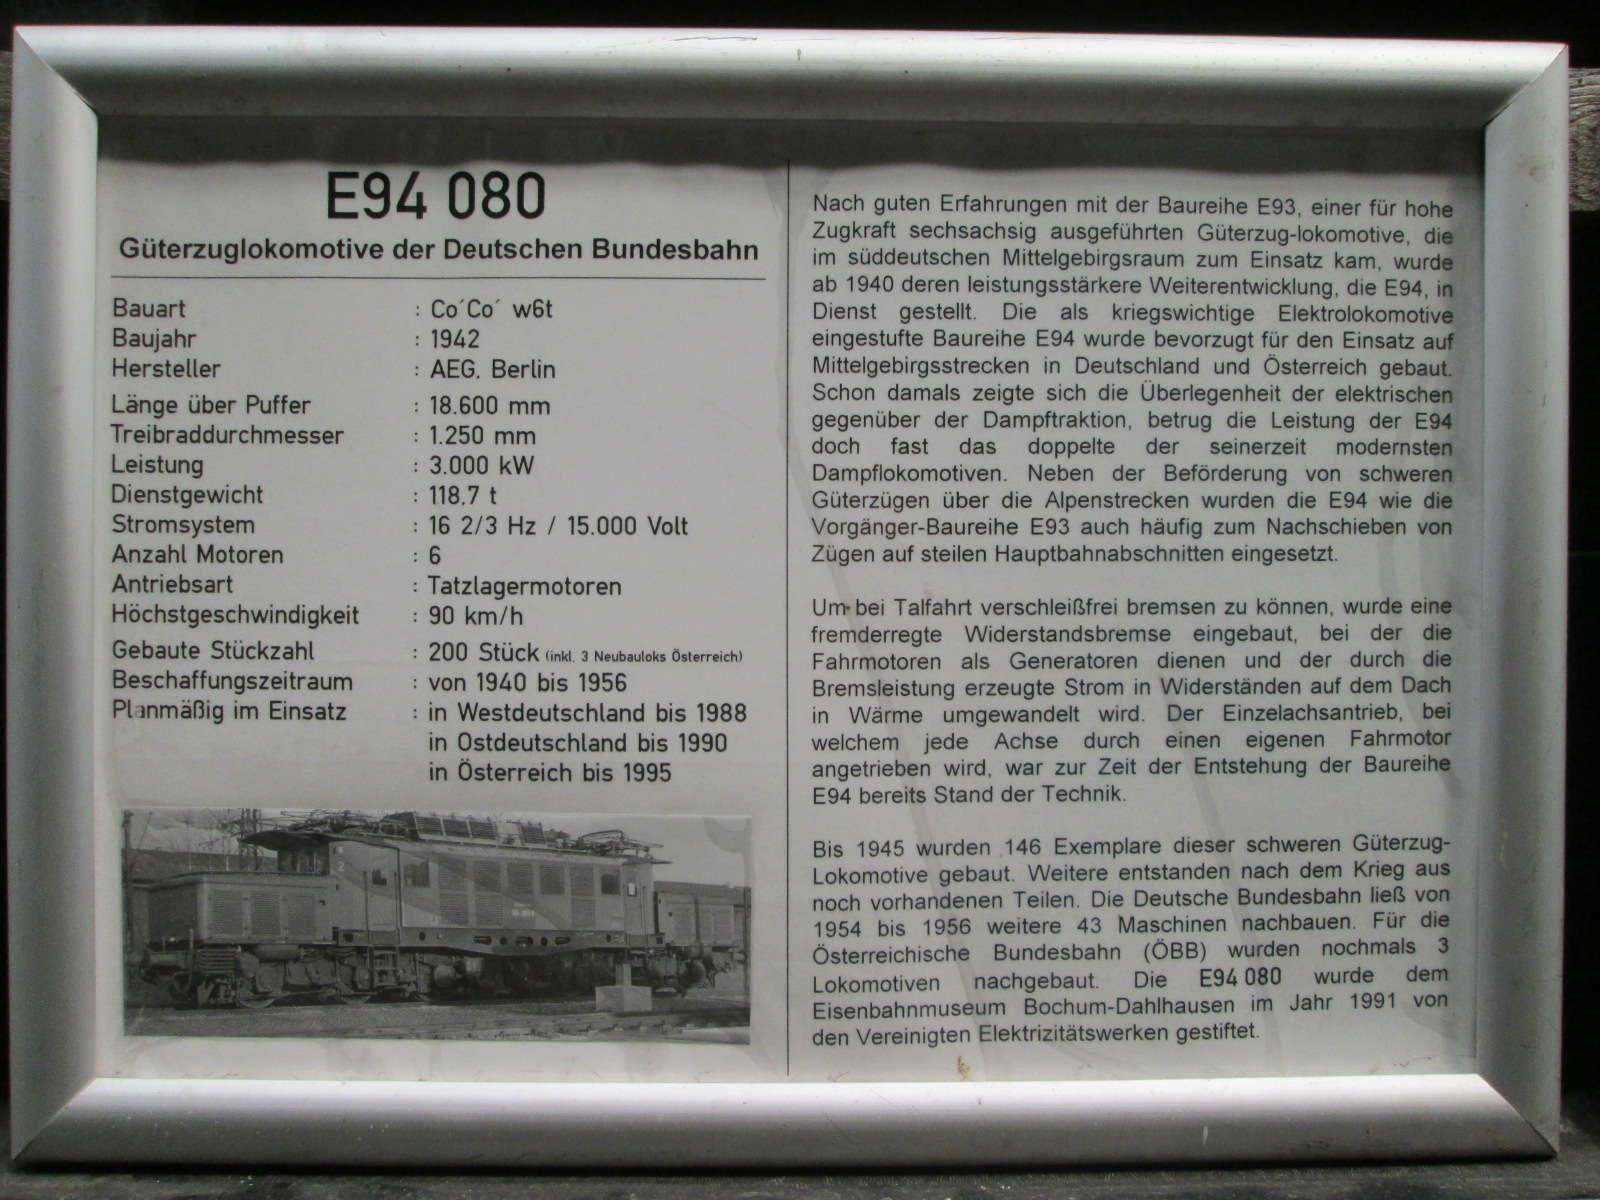 E94 080
Güterzuglokomotive der Deutschen Bundesbahn
Bauart : Co´Co´ w6t
Baujahr : 1942
Hersteller : AEG. Berlin
Länge über Puffer : 18.600 mm
Treibraddurchmesser : 1.250 mm
Leistung : 3.000 kW
Dienstgewicht : 118.7 t
Stromsystem : 16 2/3 Hz / 15.000 Volt
Anzahl Motoren : 6
Antriebsart : Tatzlagermotoren
Höchstgeschwindigkeit : 90 km/h
Gebaute Stückzahl : 200 Stück (inkl. 3 Neubauloks Österreich)
Beschaffungszeitraum : von 1940 bis 1956
Planmäßig im Einsatz : in Westdeutschland bis 1988
in Ostdeutschland bis 1990
in Österreich bis 1995
Nach guten Erfahrungen mit der Baureihe E93, einer für hohe
Zugkraft sechsachsig ausgeführten Güterzug-lokomotive, die
im süddeutschen Mittelgebirgsraum zum Einsatz kam, wurde
ab 1940 deren leistungsstärkere Weiterentwicklung, die E94, in
Dienst gestellt. Die als kriegswichtige Elektrolokomotive
eingestufte Baureihe E94 wurde bevorzugt für den Einsatz auf
Mittelgebirgsstrecken in Deutschland und Österreich gebaut.
Schon damals zeigte sich die Überlegenheit der elektrischen
gegenüber der Dampftraktion, betrug die Leistung der E94
doch fast das doppelte der seinerzeit modernsten
Dampflokomotiven. Neben der Beförderung von schweren
Güterzügen über die Alpenstrecken wurden die E94 wie die
Vorgänger-Baureihe E93 auch häufig zum Nachschieben von
Zügen auf steilen Hauptbahnabschnitten eingesetzt.
Um bei Talfahrt verschleißfrei bremsen zu können, wurde eine
fremderregte Widerstandsbremse eingebaut, bei der die
Fahrmotoren als Generatoren dienen und der durch die
Bremsleistung erzeugte Strom in Widerständen auf dem Dach
in Wärme umgewandelt wird. Der Einzelachsantrieb, bei
welchem jede Achse durch einen eigenen Fahrmotor
angetrieben wird, war zur Zeit der Entstehung der Baureihe
E94 bereits Stand der Technik.
Bis 1945 wurden 146 Exemplare dieser schweren Güterzug-
Lokomotive gebaut. Weitere entstanden nach dem Krieg aus
noch vorhandenen Teilen. Die Deutsche Bundesbahn ließ von
1954 bis 1956 weitere 43 Maschinen nachbauen. Für die
Österreichische Bundesbahn (ÖBB) wurden nochmals 3
Lokomotiven nachgebaut. Die E94 080 wurde dem
Eisenbahnmuseum Bochum-Dahlhausen im Jahr 1991 von
den Vereinigten Elektrizitätswerken gestiftet.